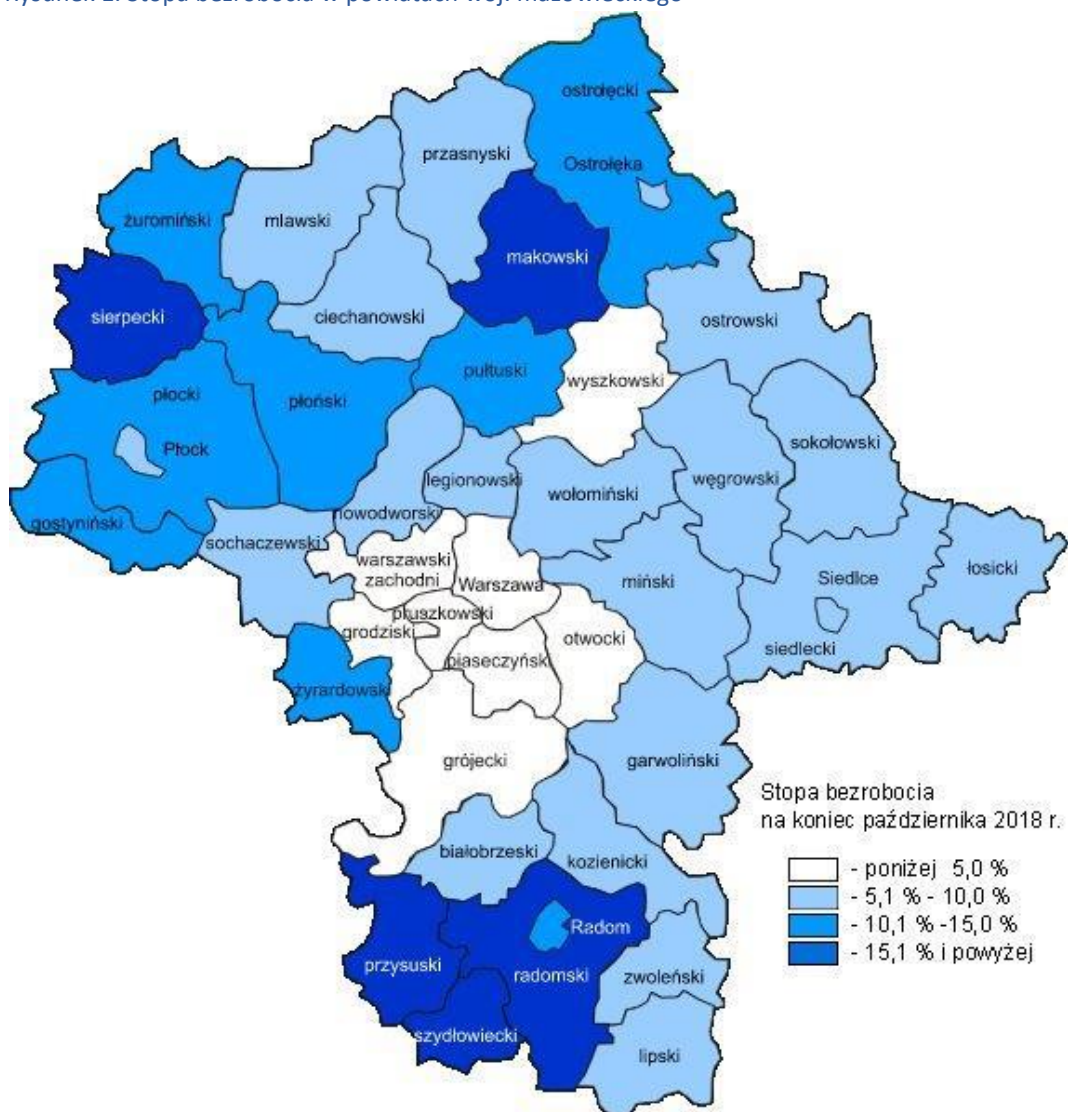 ostrołęcki
przasnyski
Ostrołęka
żuromiński
mlawski
makowski
sierpecki
ciechanowski
ostrowski
pułtuski
wyszkowski
płocki
płoński
Płock
sokołowski
legionowski
węgrowski
wołomiński
nowodworski
gostyniński
sochaczewski
warszawski
zachodni
Warszawa
miński
Siedlce
łosicki
pruszkowski
grodziski
otwocki
siedlecki
piaseczyński
żyrardowski
grójecki
garwoliński
Stopa bezrobocia
na koniec października 2018 r.
białobrzeski
kozienicki
- poniżej 5,0 %
- 5,1 % - 10,0 %
- 10,1 % -15,0 %
- 15,1 % i powyżej
Radom
przysuski
radomski
zwoleński
szydłowiecki
lipski